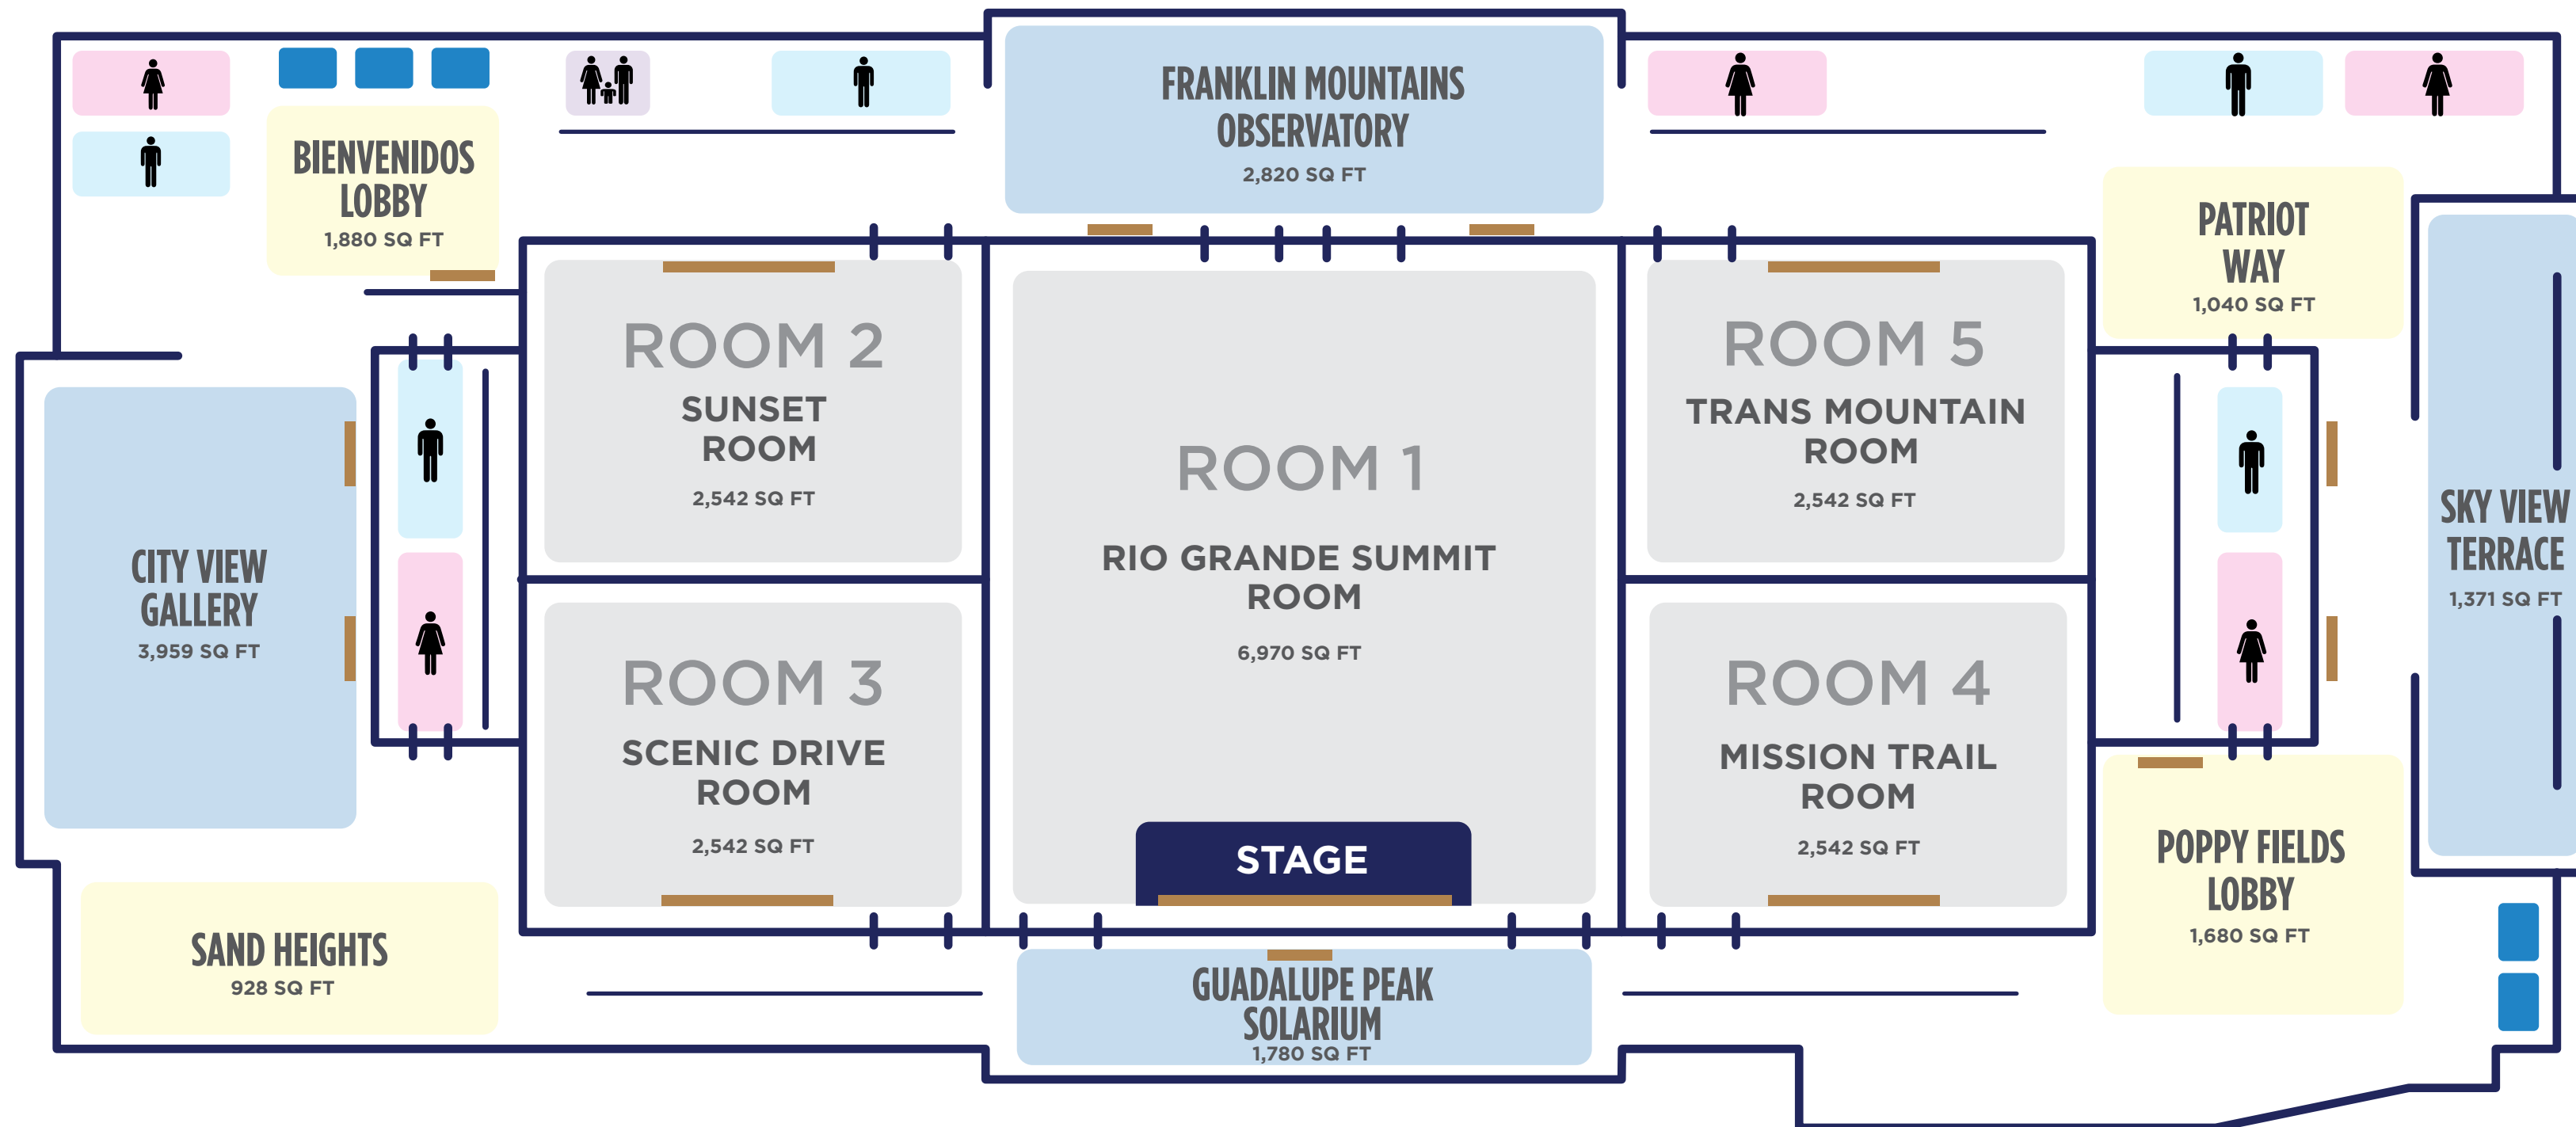 FRANKLIN MOUNTAINS
OBSERVATORY
2,820 SQ FT
BIENVENIDOS
LOBBY
1,880 SQ FT
PATRIOT
WAY
1,040 SQ FT
ROOM 2
SUNSET
ROOM
2,542 SQ FT
ROOM 1
RIO GRANDE SUMMIT
ROOM
6,970 SQ FT
ROOM 5
TRANS MOUNTAIN
ROOM
2,542 SQ FT
CITY VIEW
GALLERY
3,959 SQ FT
SKY VIEW
TERRACE
1,371 SQ FT
ROOM 3
SCENIC DRIVE
ROOM
2,542 SQ FT
STAGE
ROOM 4
MISSION TRAIL
ROOM
2,542 SQ FT
POPPY FIELDS
LOBBY
1,680 SQ FT
SAND HEIGHTS
928 SQ FT
GUADALUPE PEAK
SOLARIUM
1,780 SQ FT